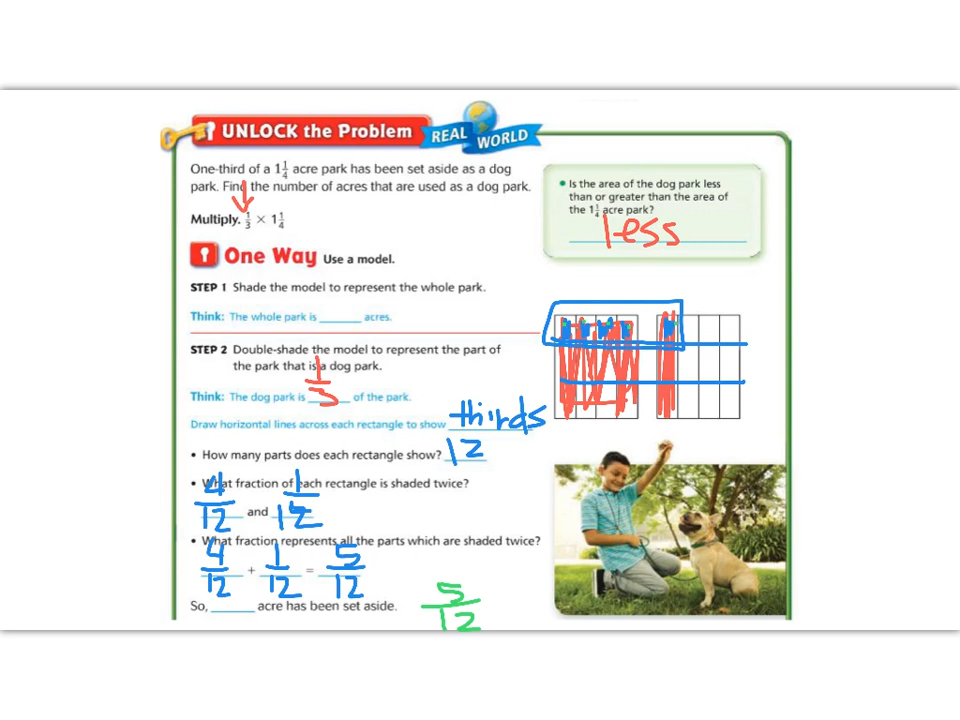 UNLOCK the Problem REAL WORLD
One-third of a 1 1/4 acre park has been set aside as a dog
park. Find the number of acres that are used as a dog park.
Multiply. 1/3 × 1 1/4
• Is the area of the dog park less
than or greater than the area of
the 1 1/4 acre park?
less
One Way Use a model.
STEP 1 Shade the model to represent the whole park.
Think: The whole park is ______ acres.
STEP 2 Double-shade the model to represent the part of
the park that is a dog park.
Think: The dog park is 1/3 of the park.
Draw horizontal lines across each rectangle to show thirds
• How many parts does each rectangle show? 12
• What fraction of each rectangle is shaded twice?
4/12 and 1/12
• What fraction represents all the parts which are shaded twice?
4/12 + 1/12 = 5/12
So, ______ acre has been set aside. 5/12